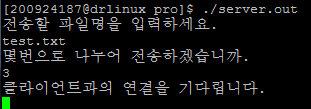 [200924187@drlinux pro]$ ./server.out
전송할 파일명을 입력하세요.
test.txt
몇번으로 나누어 전송하겠습니까.
3
클라이언트과의 연결을 기다립니다.